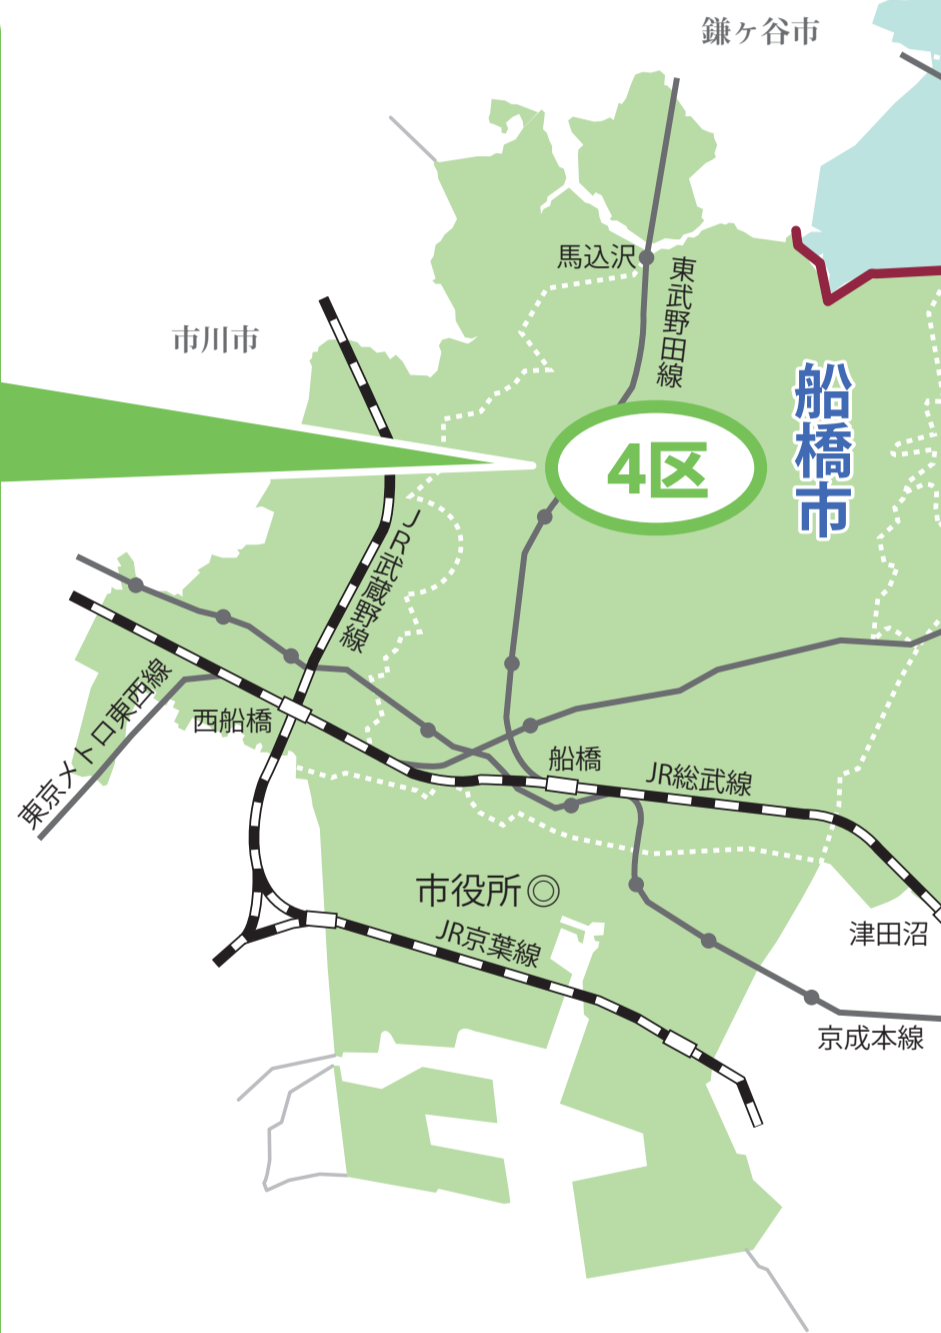 鎌ヶ谷市
馬込沢
東武野田線
市川市
船橋市
4区
JR武蔵野線
東京メトロ東西線
西船橋
船橋
JR総武線
市役所◎
JR京葉線
津田沼
京成本線